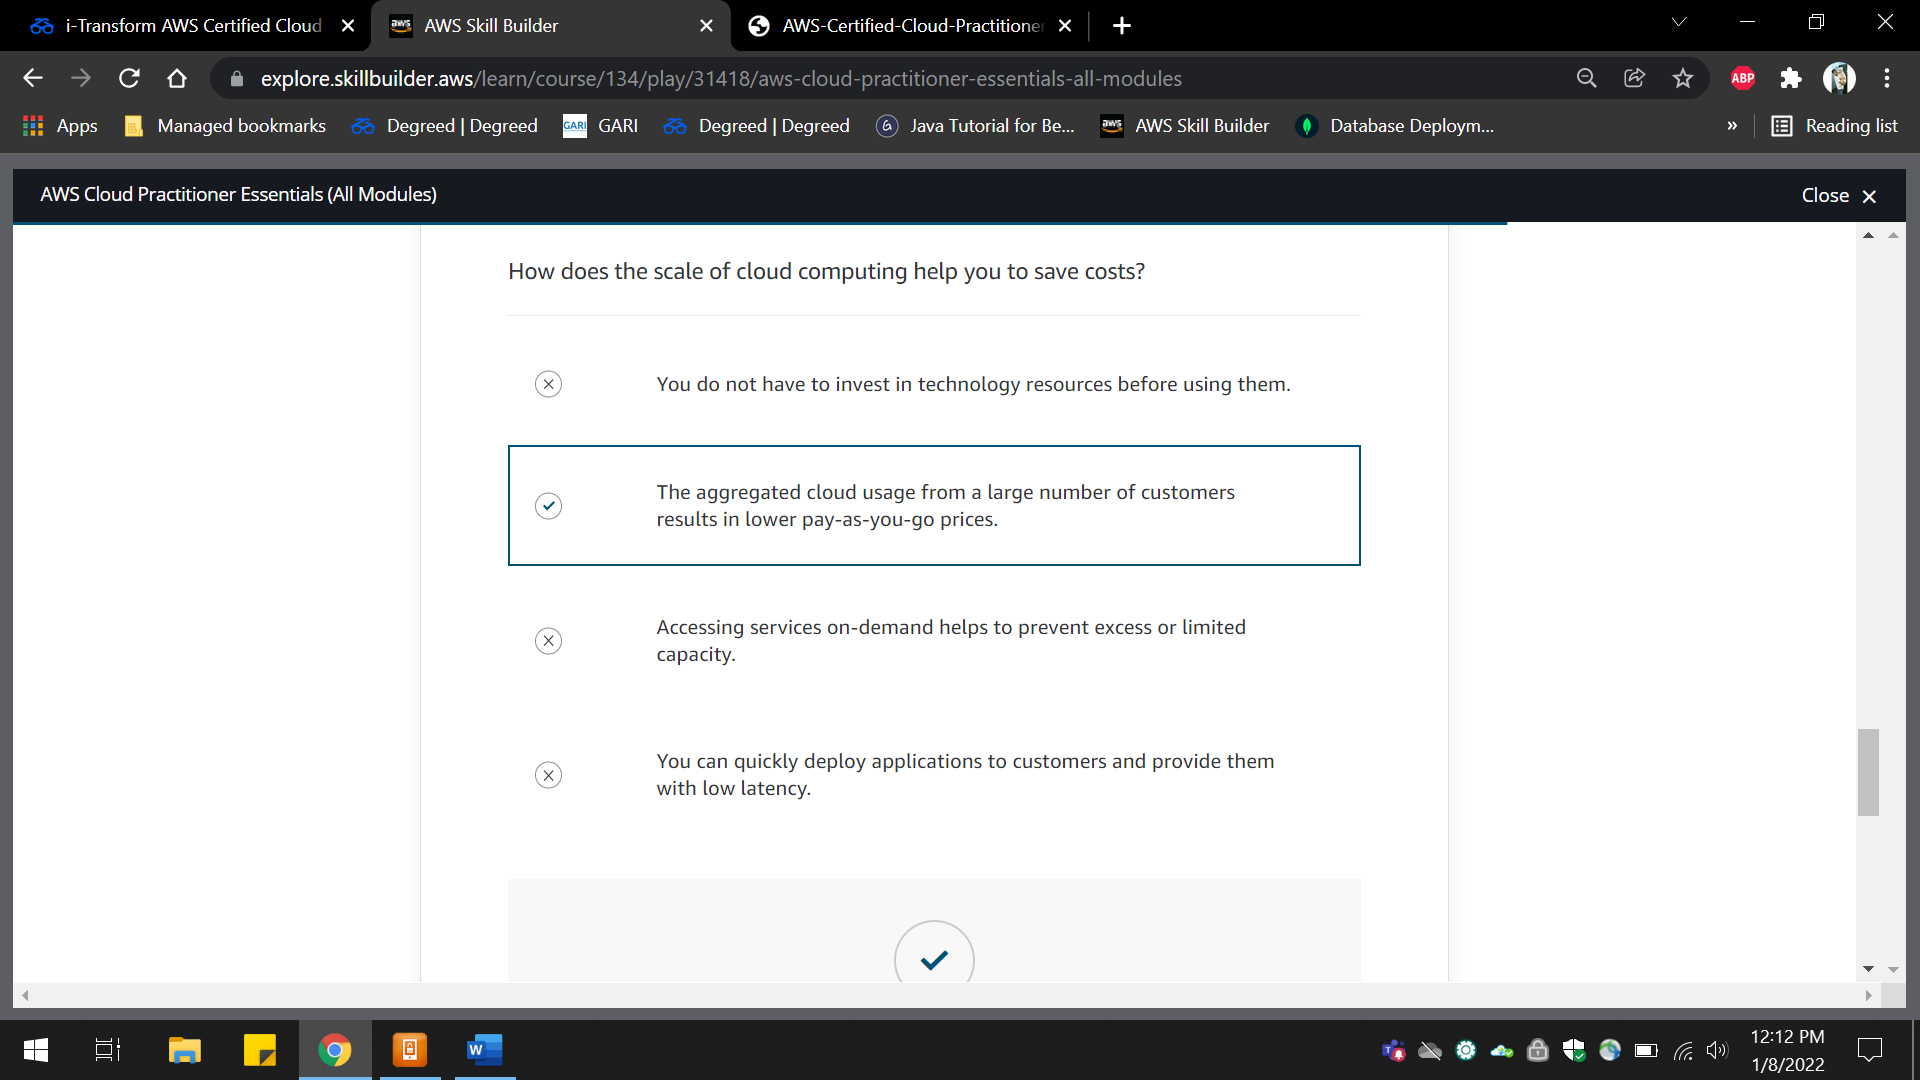 i-Transform AWS Certified Cloud
AWS Skill Builder
AWS-Certified-Cloud-Practitioner
explore.skillbuilder.aws/learn/course/134/play/31418/aws-cloud-practitioner-essentials-all-modules
ABP
Apps
Managed bookmarks
Degreed | Degreed
GARI
GARI
Degreed | Degreed
Java Tutorial for Be...
aws
AWS Skill Builder
Database Deploym...
»
Reading list
AWS Cloud Practitioner Essentials (All Modules)
Close
How does the scale of cloud computing help you to save costs?
You do not have to invest in technology resources before using them.
The aggregated cloud usage from a large number of customers
results in lower pay-as-you-go prices.
Accessing services on-demand helps to prevent excess or limited
capacity.
You can quickly deploy applications to customers and provide them
with low latency.
W
12:12 PM
1/8/2022